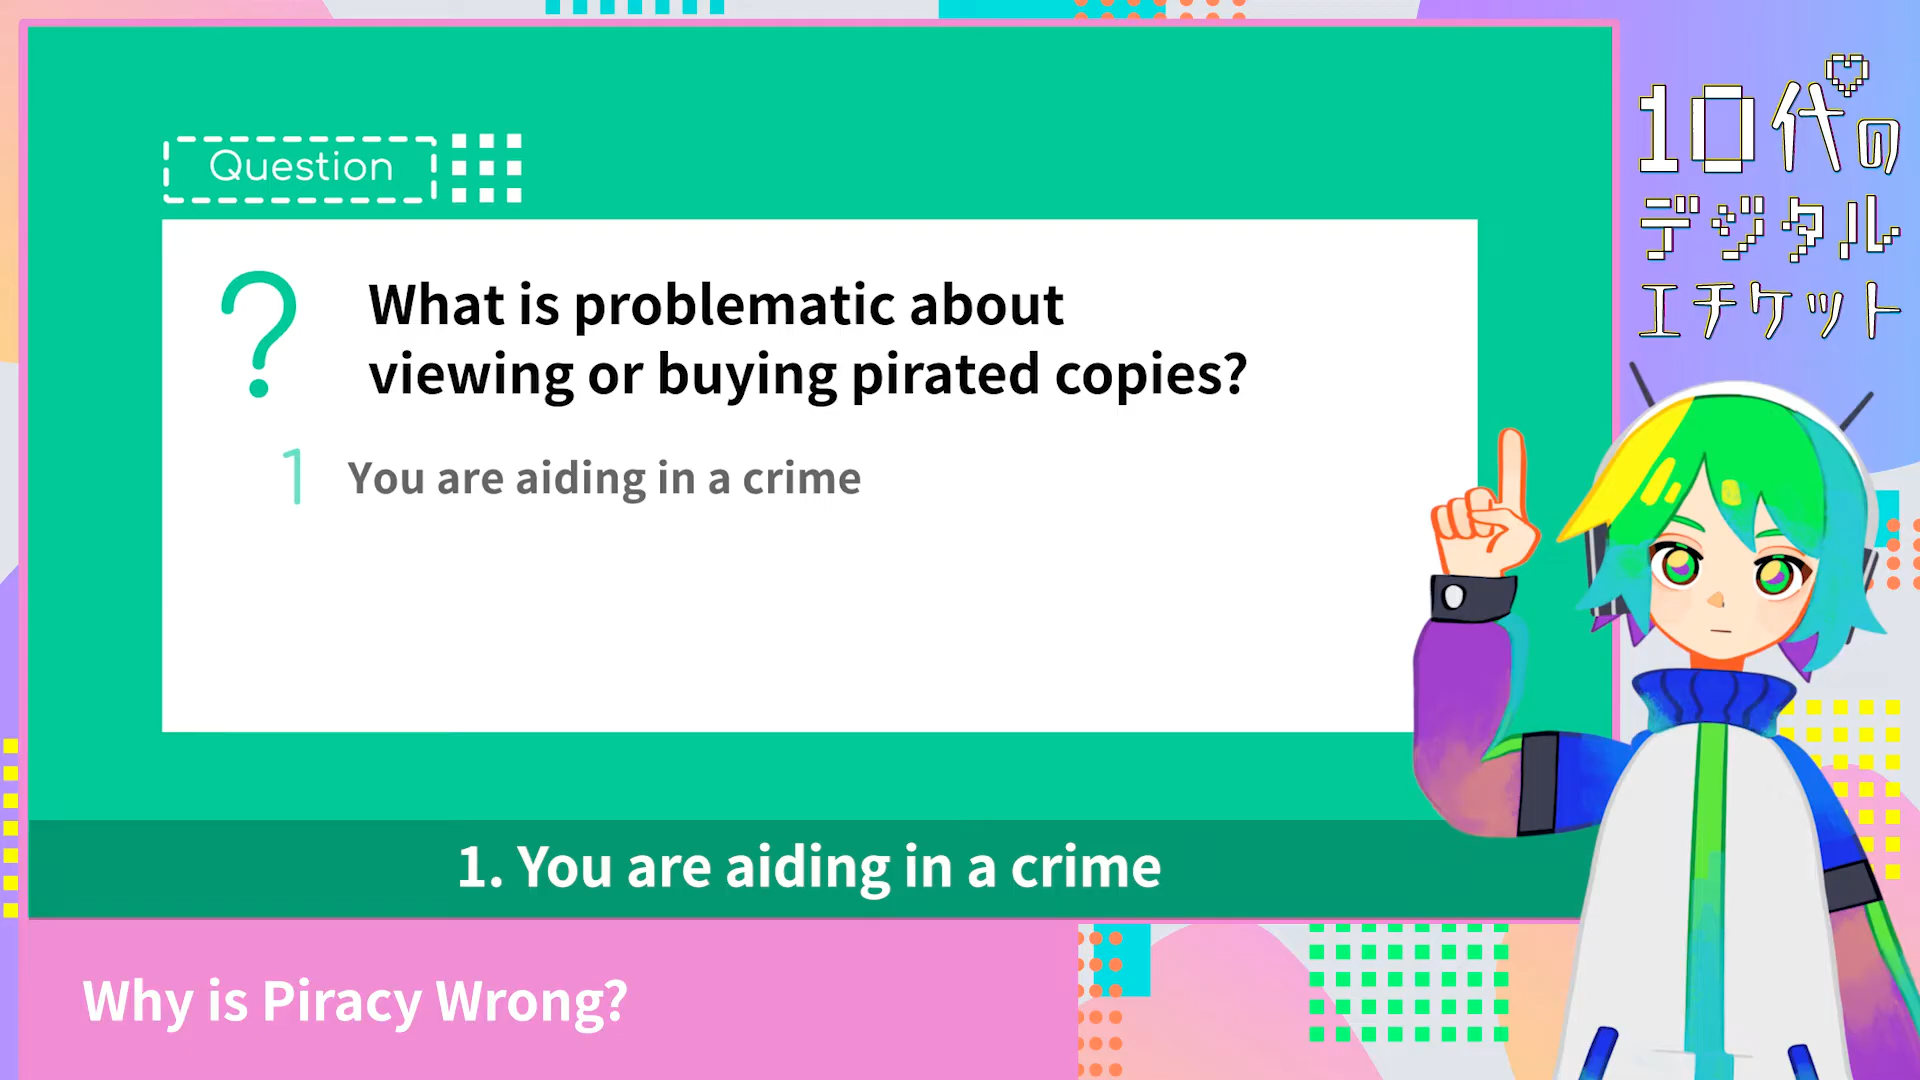 Question
?
What is problematic about
viewing or buying pirated copies?
1 You are aiding in a crime
1. You are aiding in a crime
Why is Piracy Wrong?
10代の
デジタル
エチケット